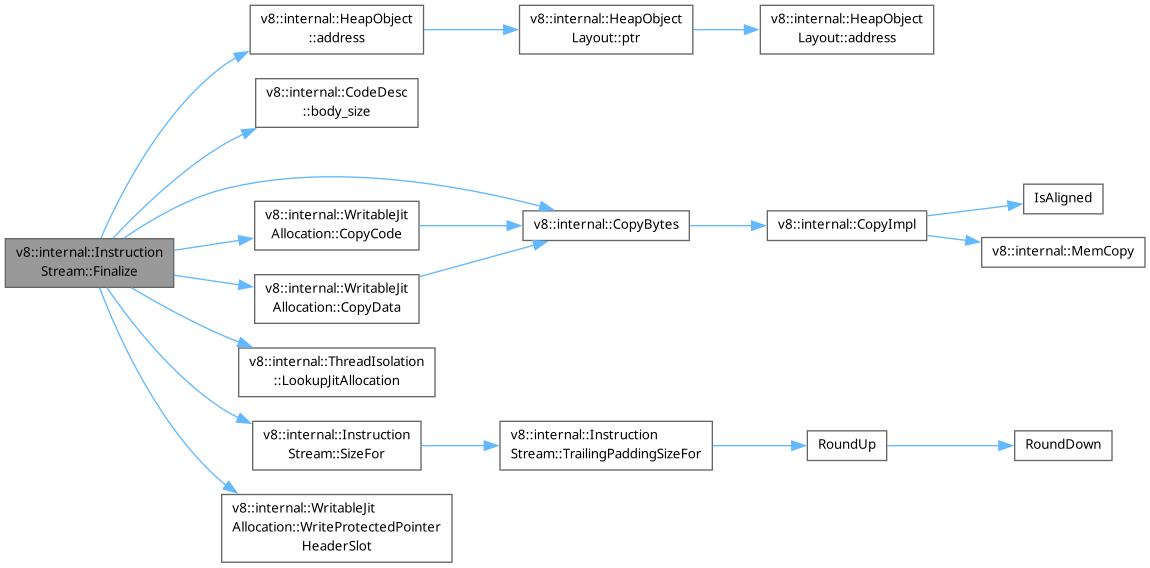 v8::internal::HeapObject
::address
v8::internal::HeapObject
Layout::ptr
v8::internal::HeapObject
Layout::address
v8::internal::CodeDesc
::body_size
v8::internal::WritableJit
Allocation::CopyCode
v8::internal::CopyBytes
v8::internal::CopyImpl
IsAligned
v8::internal::MemCopy
v8::internal::Instruction
Stream::Finalize
v8::internal::WritableJit
Allocation::CopyData
v8::internal::ThreadIsolation
::LookupJitAllocation
v8::internal::Instruction
Stream::SizeFor
v8::internal::Instruction
Stream::TrailingPaddingSizeFor
RoundUp
RoundDown
v8::internal::WritableJit
Allocation::WriteProtectedPointer
HeaderSlot